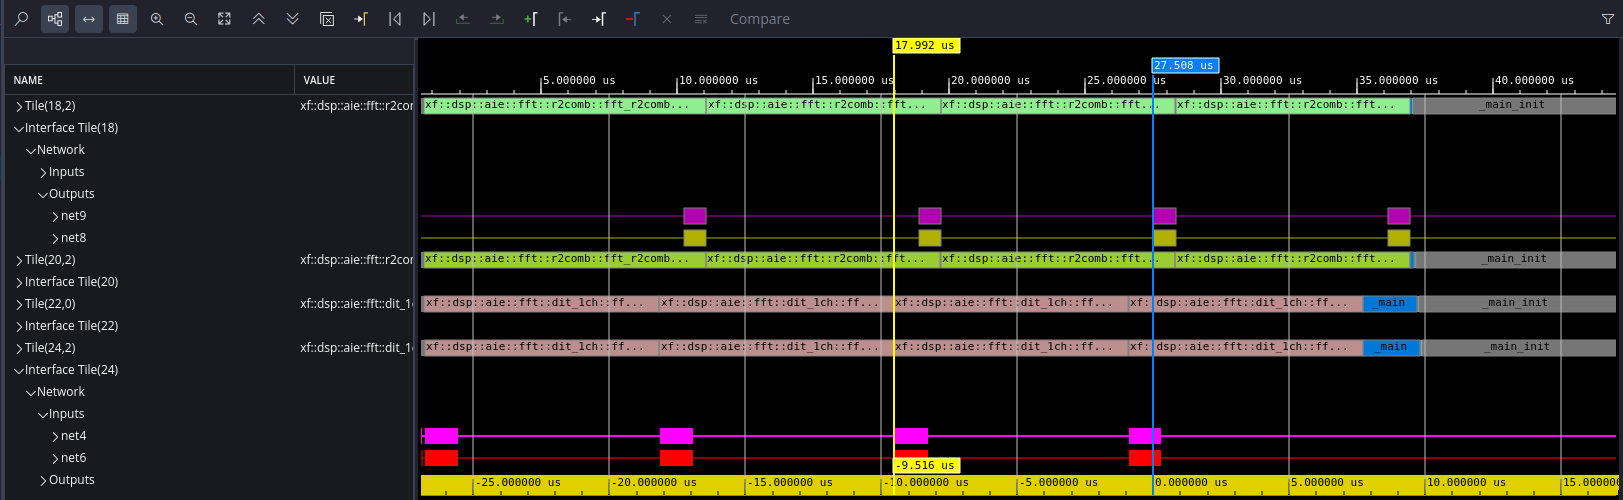 Compare
17.992 us
27.508 us
NAME VALUE
5.000000 us 10.000000 us 15.000000 us 20.000000 us 25.000000 us 30.000000 us 35.000000 us 40.000000 us
Tile(18,2) xf::dsp::aie::fft::r2cor xf::dsp::aie::fft::r2comb::fft_r2comb... xf::dsp::aie::fft::r2comb::fft... xf::dsp::aie::fft::r2comb::fft... xf::dsp::aie::fft::r2comb::fft... _main_init
Interface Tile(18)
Network
Inputs
Outputs
net9
net8
Tile(20,2) xf::dsp::aie::fft::r2cor xf::dsp::aie::fft::r2comb::fft_r2comb... xf::dsp::aie::fft::r2comb::fft... xf::dsp::aie::fft::r2comb::fft... xf::dsp::aie::fft::r2comb::fft... _main_init
Interface Tile(20)
Tile(22,0) xf::dsp::aie::fft::dit_1 xf::dsp::aie::fft::dit_1ch::ff... xf::dsp::aie::fft::dit_1ch::ff... xf::dsp::aie::fft::dit_1ch::ff... xf::dsp::aie::fft::dit_1ch::ff... _main _main_init
Interface Tile(22)
Tile(24,2) xf::dsp::aie::fft::dit_1 xf::dsp::aie::fft::dit_1ch::ff... xf::dsp::aie::fft::dit_1ch::ff... xf::dsp::aie::fft::dit_1ch::ff... xf::dsp::aie::fft::dit_1ch::ff... _main _main_init
Interface Tile(24)
Network
Inputs
net4
net6
-9.516 us
Outputs
-25.000000 us -20.000000 us -15.000000 us -10.000000 us -5.000000 us 0.000000 us 5.000000 us 10.000000 us 15.00000